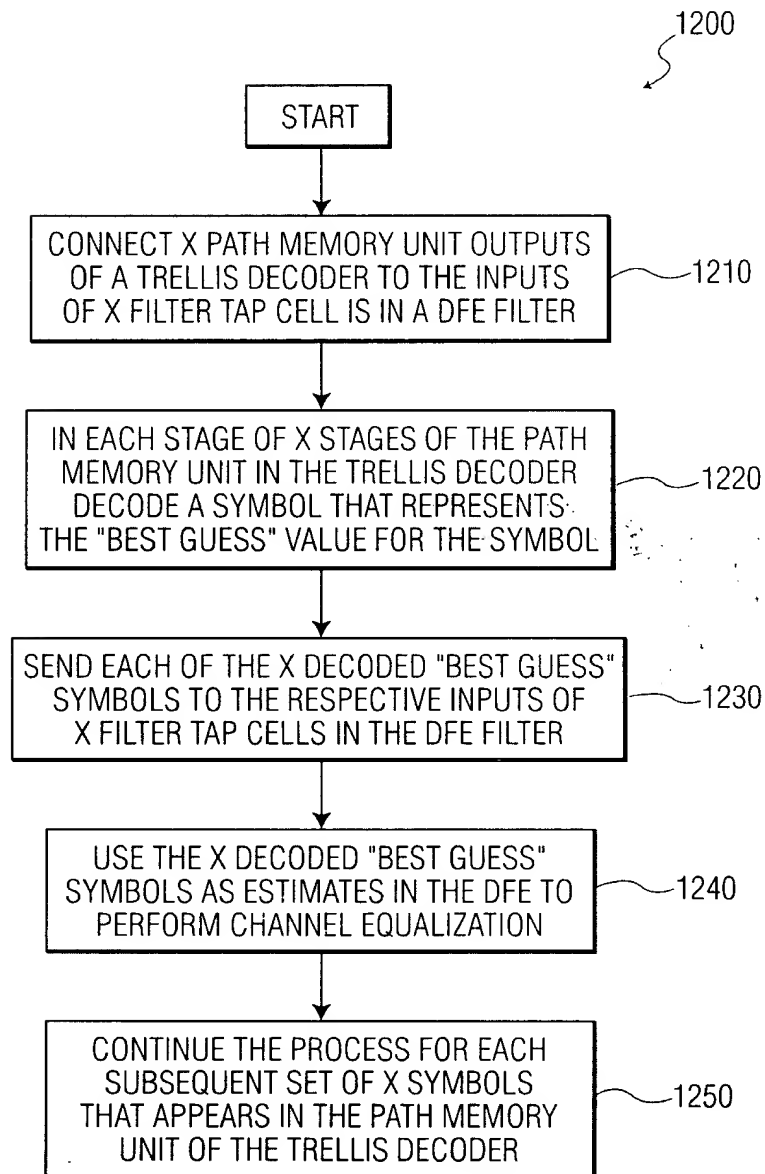 1200
START
CONNECT X PATH MEMORY UNIT OUTPUTS
OF A TRELLIS DECODER TO THE INPUTS
OF X FILTER TAP CELL IS IN A DFE FILTER
1210
IN EACH STAGE OF X STAGES OF THE PATH
MEMORY UNIT IN THE TRELLIS DECODER
DECODE A SYMBOL THAT REPRESENTS
THE "BEST GUESS" VALUE FOR THE SYMBOL
1220
SEND EACH OF THE X DECODED "BEST GUESS"
SYMBOLS TO THE RESPECTIVE INPUTS OF
X FILTER TAP CELLS IN THE DFE FILTER
1230
USE THE X DECODED "BEST GUESS"
SYMBOLS AS ESTIMATES IN THE DFE TO
PERFORM CHANNEL EQUALIZATION
1240
CONTINUE THE PROCESS FOR EACH
SUBSEQUENT SET OF X SYMBOLS
THAT APPEARS IN THE PATH MEMORY
UNIT OF THE TRELLIS DECODER
1250